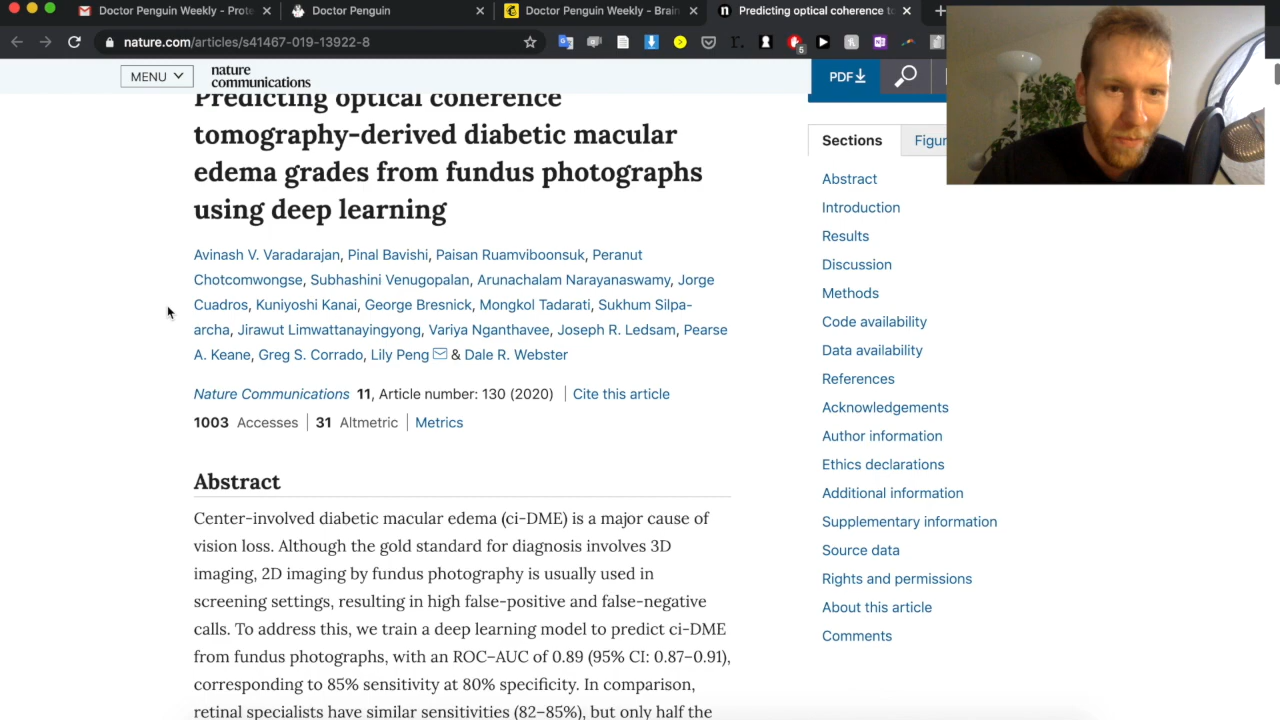 Doctor Penguin Weekly - Prote
Doctor Penguin
Doctor Penguin Weekly - Brain
Predicting optical coherence to
nature.com/articles/s41467-019-13922-8
5
MENU
nature
communications
PDF
Predicting optical coherence
tomography-derived diabetic macular
edema grades from fundus photographs
using deep learning
Avinash V. Varadarajan, Pinal Bavishi, Paisan Ruamviboonsuk, Peranut
Chotcomwongse, Subhashini Venugopalan, Arunachalam Narayanaswamy, Jorge
Cuadros, Kuniyoshi Kanai, George Bresnick, Mongkol Tadarati, Sukhum Silpa-
archa, Jirawut Limwattanayingyong, Variya Nganthavee, Joseph R. Ledsam, Pearse
A. Keane, Greg S. Corrado, Lily Peng & Dale R. Webster
Nature Communications 11, Article number: 130 (2020) Cite this article
1003 Accesses 31 Altmetric Metrics
Abstract
Center-involved diabetic macular edema (ci-DME) is a major cause of
vision loss. Although the gold standard for diagnosis involves 3D
imaging, 2D imaging by fundus photography is usually used in
screening settings, resulting in high false-positive and false-negative
calls. To address this, we train a deep learning model to predict ci-DME
from fundus photographs, with an ROC–AUC of 0.89 (95% CI: 0.87–0.91),
corresponding to 85% sensitivity at 80% specificity. In comparison,
retinal specialists have similar sensitivities (82–85%), but only half the
Sections
Figur
Abstract
Introduction
Results
Discussion
Methods
Code availability
Data availability
References
Acknowledgements
Author information
Ethics declarations
Additional information
Supplementary information
Source data
Rights and permissions
About this article
Comments